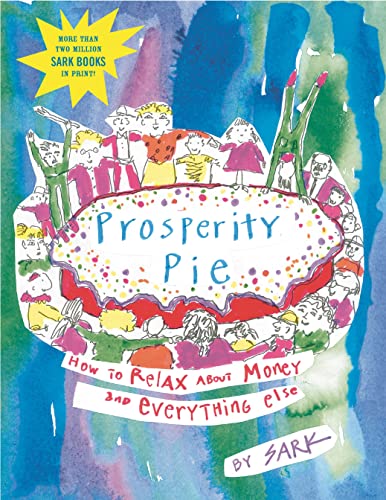 MORE THAN
TWO MILLION
SARK BOOKS
IN PRINT!
Prosperity
Pie
How to RELAX About Money
and everything else
BY SARK